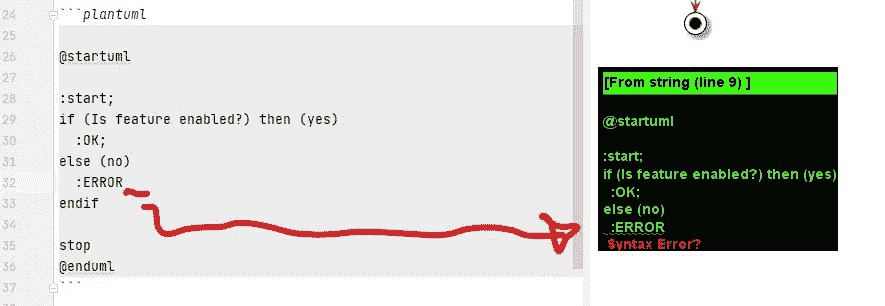 24 ```plantuml
25
26 @startuml
27
28 :start;
29 if (Is feature enabled?) then (yes)
30 :OK;
31 else (no)
32 :ERROR
33 endif
34
35 stop
36 @enduml
37 ```
[From string (line 9) ]
@startuml
:start;
if (Is feature enabled?) then (yes)
:OK;
else (no)
:ERROR
Syntax Error?